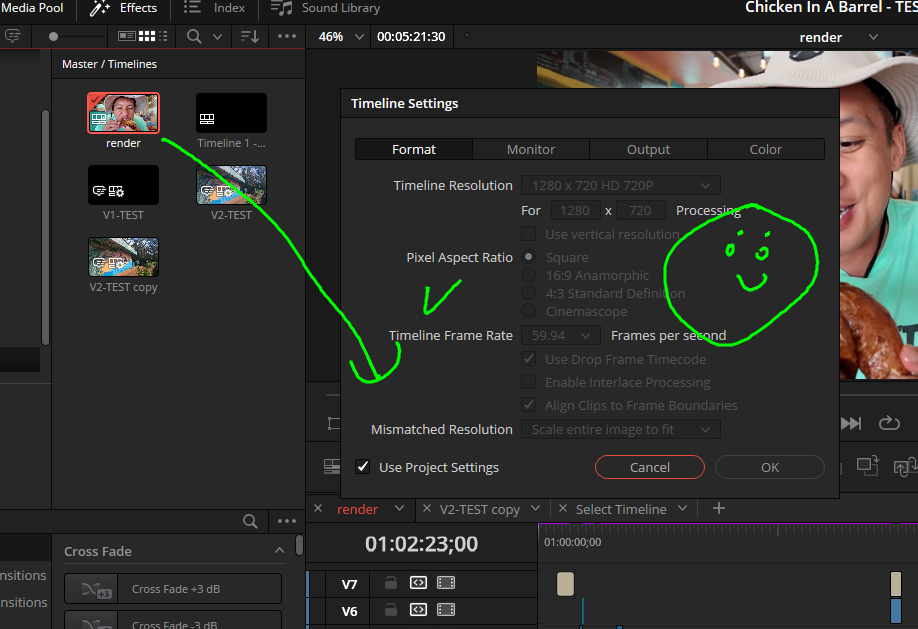 Media Pool Effects Index Sound Library Chicken In A Barrel - TES
46% 00:05:21:30 render
Master / Timelines
Timeline Settings
render Timeline 1 -...
V1-TEST V2-TEST
V2-TEST copy
Format Monitor Output Color
Timeline Resolution 1280 x 720 HD 720P
For 1280 x 720 Processing
Use vertical resolution
Pixel Aspect Ratio Square
16:9 Anamorphic
4:3 Standard Definition
Cinemascope
Timeline Frame Rate 59.94 Frames per second
Use Drop Frame Timecode
Enable Interlace Processing
Align Clips to Frame Boundaries
Mismatched Resolution Scale entire image to fit
Use Project Settings Cancel OK
render V2-TEST copy Select Timeline
01:02:23;00 01:00:00;00
Cross Fade
nsitions +3 Cross Fade +3 dB V7
nsitions Cross Fade -3 dB V6